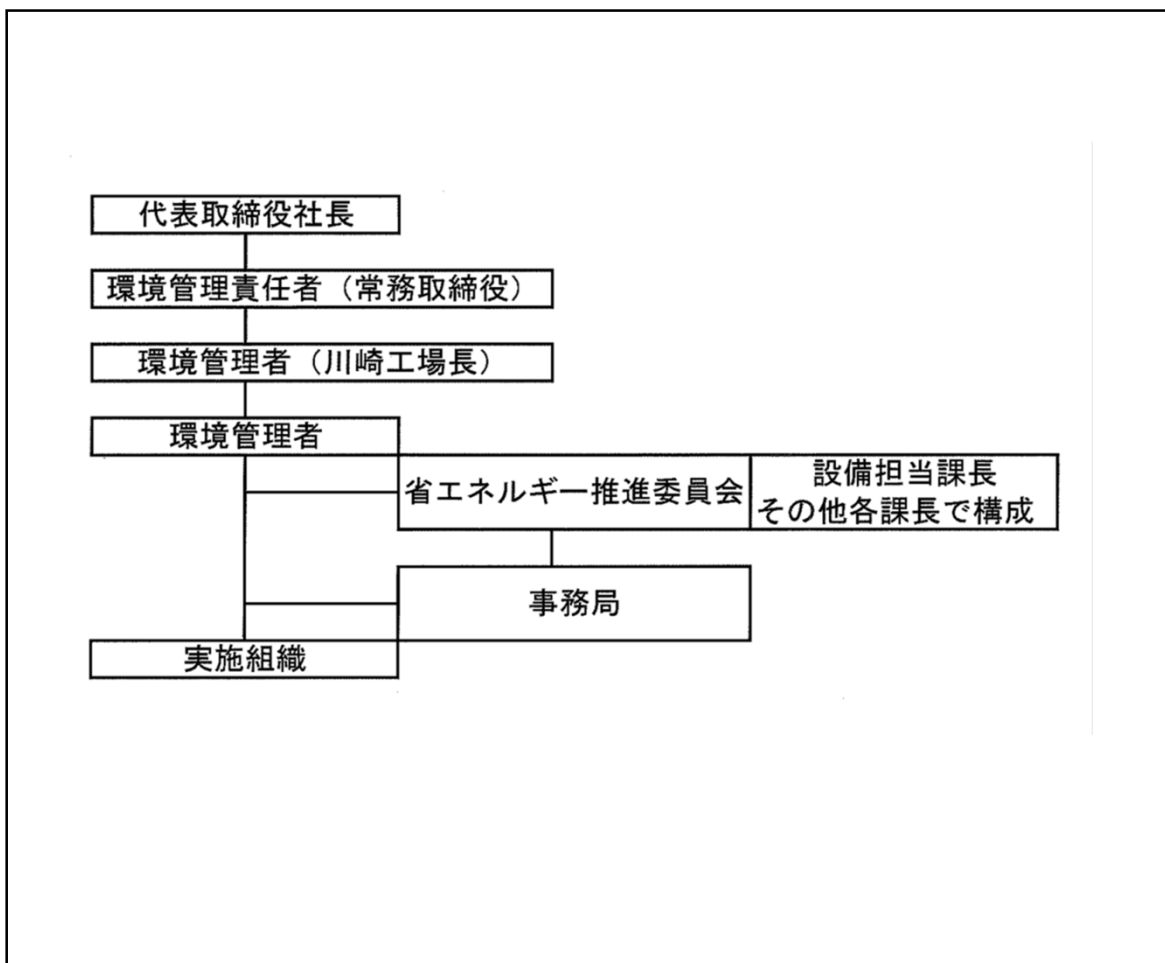 代表取締役社長
環境管理責任者（常務取締役）
環境管理者（川崎工場長）
環境管理者
省エネルギー推進委員会
設備担当課長
その他各課長で構成
事務局
実施組織